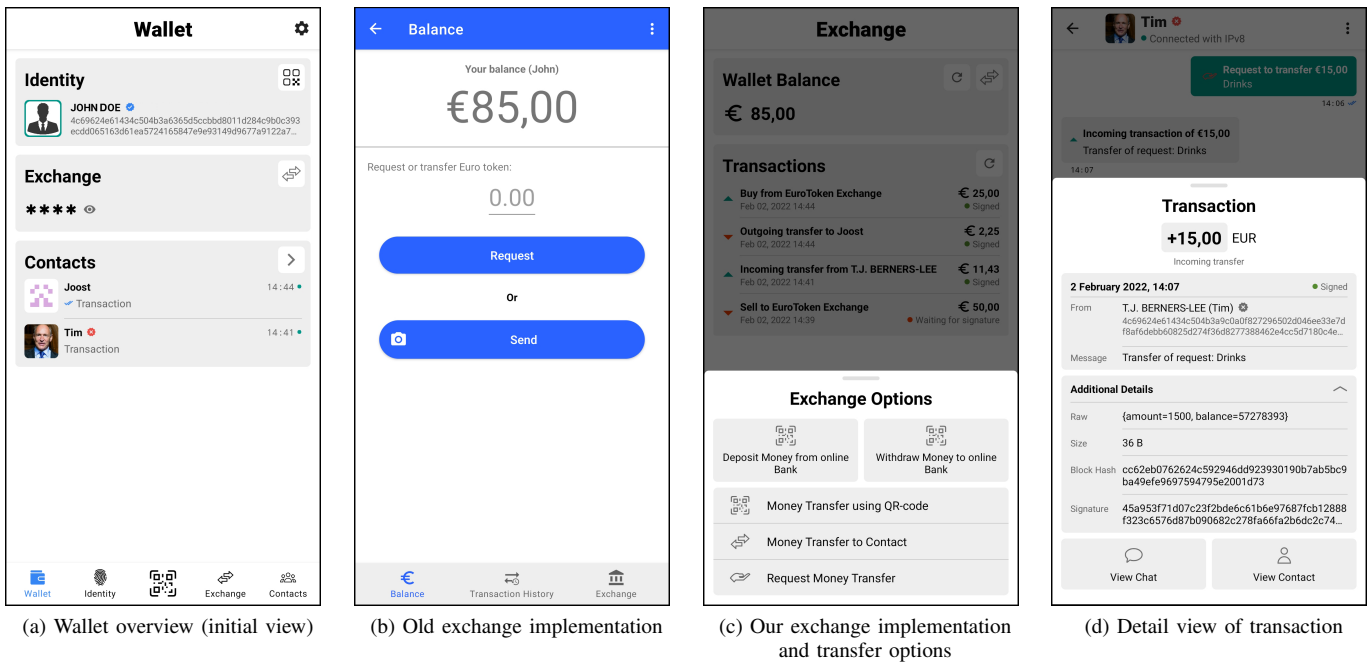 Wallet
Identity
JOHN DOE
4c69624e61434c504b3a6365d5ccbbd8011d284c9b0c393
ecdd065163d61ea5724165847e9e93149d9677a9122a7...
Exchange
****
Contacts
Joost
14:44
Transaction
Tim
14:41
Transaction
Wallet
Identity
Exchange
Contacts
(a) Wallet overview (initial view)
Balance
Your balance (John)
€85,00
Request or transfer Euro token:
0.00
Request
Or
Send
Balance
Transaction History
Exchange
(b) Old exchange implementation
Exchange
Wallet Balance
€ 85,00
Transactions
Buy from EuroToken Exchange € 25,00
Feb 02, 2022 14:44 Signed
Outgoing transfer to Joost € 2,25
Feb 02, 2022 14:44 Signed
Incoming transfer from T.J. BERNERS-LEE € 11,43
Feb 02, 2022 14:41 Signed
Sell to EuroToken Exchange € 50,00
Feb 02, 2022 14:39 Waiting for signature
Exchange Options
Deposit Money from online
Bank
Withdraw Money to online
Bank
Money Transfer using QR-code
Money Transfer to Contact
Request Money Transfer
(c) Our exchange implementation
and transfer options
Tim
Connected with IPv8
Request to transfer €15,00
Drinks
14:06
Incoming transaction of €15,00
Transfer of request: Drinks
14:07
Transaction
+15,00 EUR
Incoming transfer
2 February 2022, 14:07 Signed
From T.J. BERNERS-LEE (Tim)
4c69624e61434c504b3a9c0a0f827296502d046ee33e7d
f8af6debb60825d274f36d8277388462e4cc5d7180c4e...
Message Transfer of request: Drinks
Additional Details
Raw {amount=1500, balance=57278393}
Size 36 B
Block Hash cc62eb0762624c592946dd923930190b7ab5bc9
ba49efe9697594795e2001d73
Signature 45a953f71d07c23f2bde6c61b6e97687fcb12888
f323c6576d87b090682c278fa66fa2b6dc2c74...
View Chat
View Contact
(d) Detail view of transaction